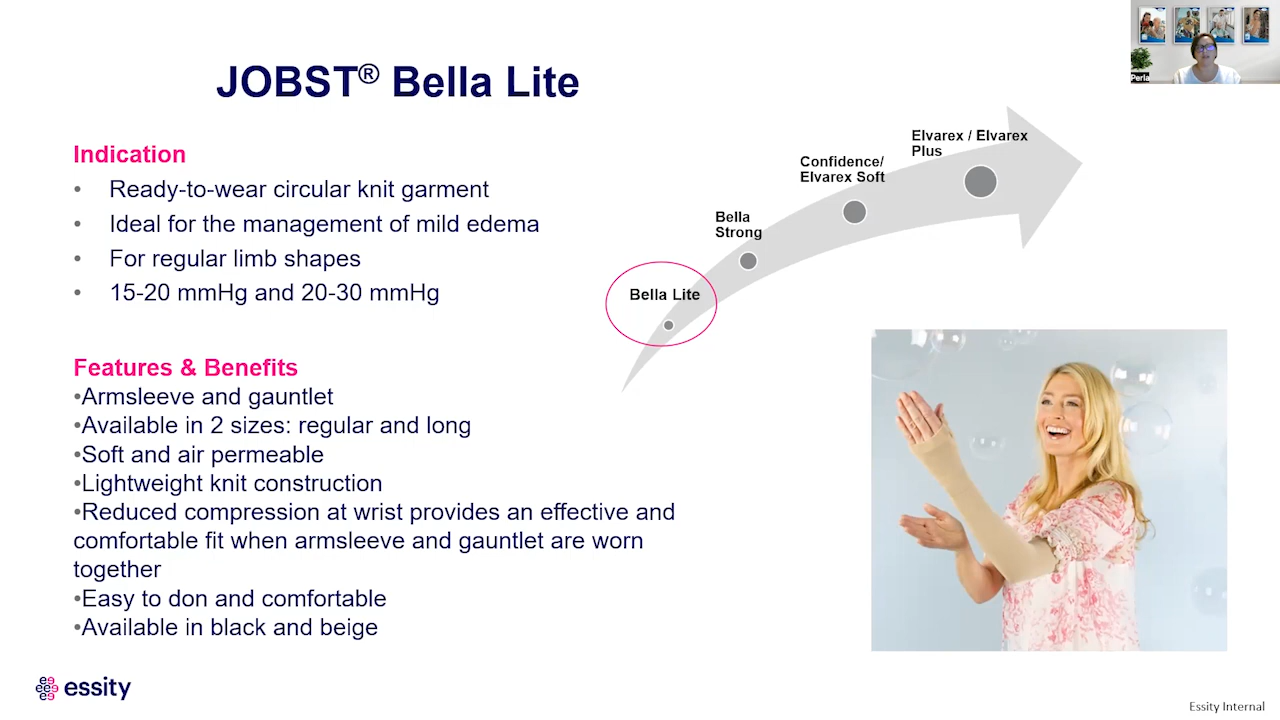 JOBST® Bella Lite
Perla
Indication
• Ready-to-wear circular knit garment
• Ideal for the management of mild edema
• For regular limb shapes
• 15-20 mmHg and 20-30 mmHg
Elvarex / Elvarex
Plus
Confidence/
Elvarex Soft
Bella
Strong
Bella Lite
Features & Benefits
•Armsleeve and gauntlet
•Available in 2 sizes: regular and long
•Soft and air permeable
•Lightweight knit construction
•Reduced compression at wrist provides an effective and
comfortable fit when armsleeve and gauntlet are worn
together
•Easy to don and comfortable
•Available in black and beige
essity
Essity Internal